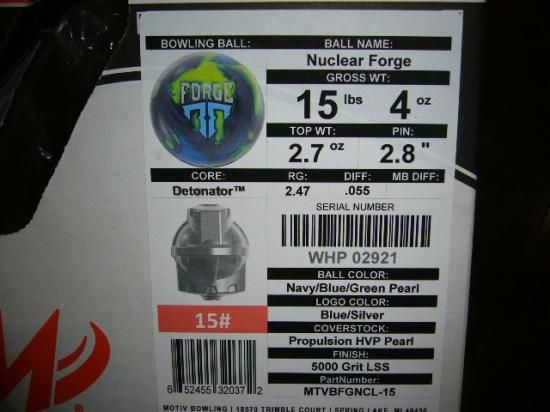 BOWLING BALL:
BALL NAME:
Nuclear Forge
GROSS WT:
FORGE
15 lbs 4 oz
TOP WT: PIN:
2.7 oz 2.8 "
CORE: RG: DIFF: MB DIFF:
Detonator™ 2.47 .055
SERIAL NUMBER
WHP 02921
BALL COLOR:
Navy/Blue/Green Pearl
LOGO COLOR
Blue/Silver
15#
COVERSTOCK:
Propulsion HVP Pearl
FINISH:
5000 Grit LSS
PartNumber:
6 52455 32037 2
MTVBFGNCL-15
MOTIV BOWLING | 18570 TRIMBLE COURT | SPRING LAKE, MI 49456
®